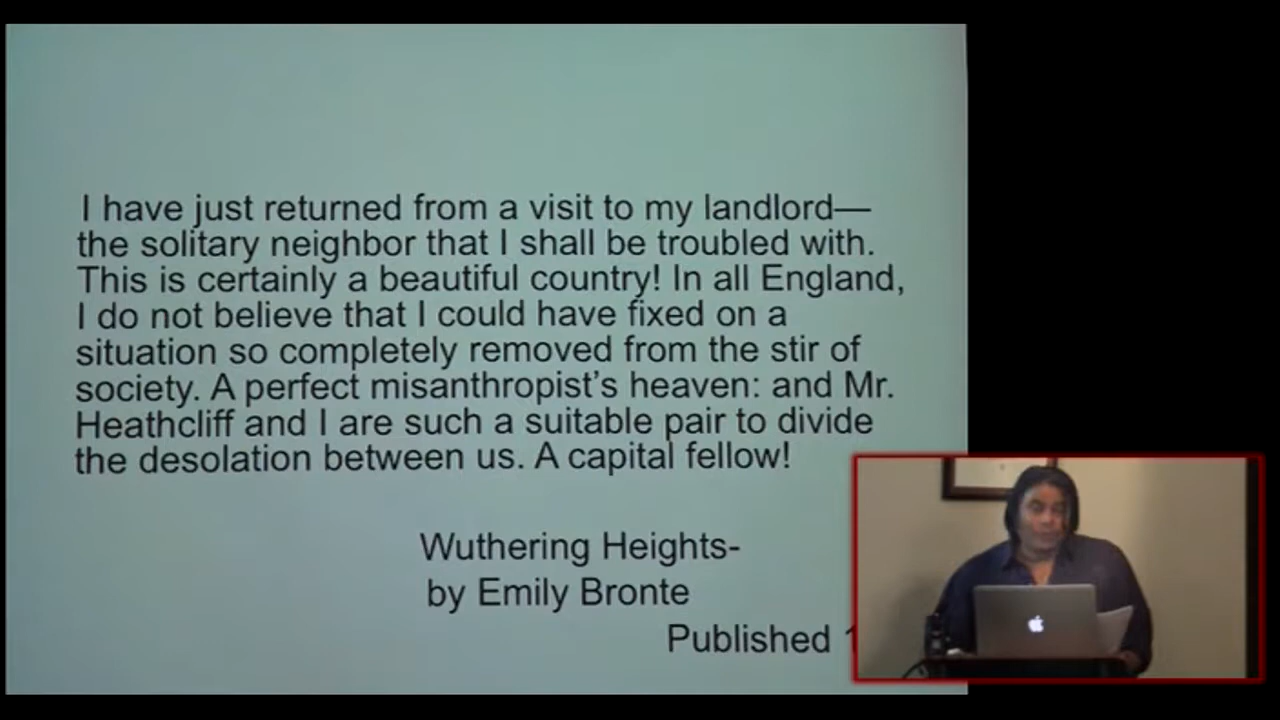 I have just returned from a visit to my landlord—
the solitary neighbor that I shall be troubled with.
This is certainly a beautiful country! In all England,
I do not believe that I could have fixed on a
situation so completely removed from the stir of
society. A perfect misanthropist’s heaven: and Mr.
Heathcliff and I are such a suitable pair to divide
the desolation between us. A capital fellow!
Wuthering Heights-
by Emily Bronte
Published